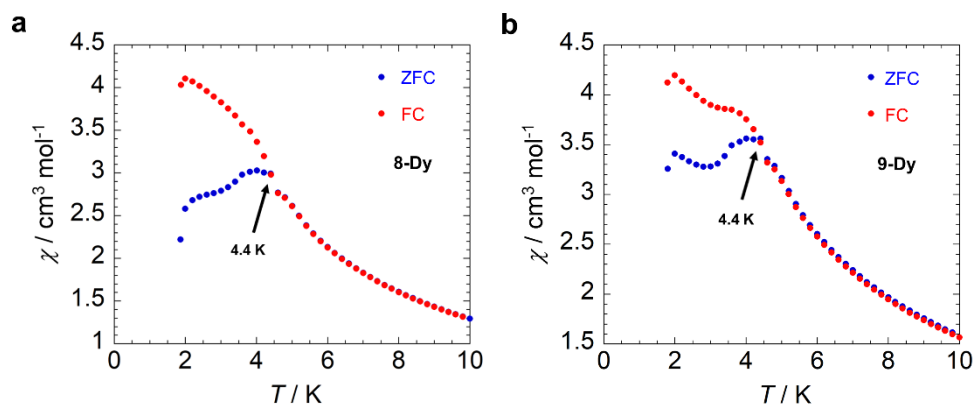 a
χ / cm³ mol⁻¹
4.5
4
3.5
3
2.5
2
1.5
1
ZFC
FC
8-Dy
4.4 K
0 2 4 6 8 10
T / K
b
χ / cm³ mol⁻¹
4.5
4
3.5
3
2.5
2
1.5
ZFC
FC
9-Dy
4.4 K
0 2 4 6 8 10
T / K